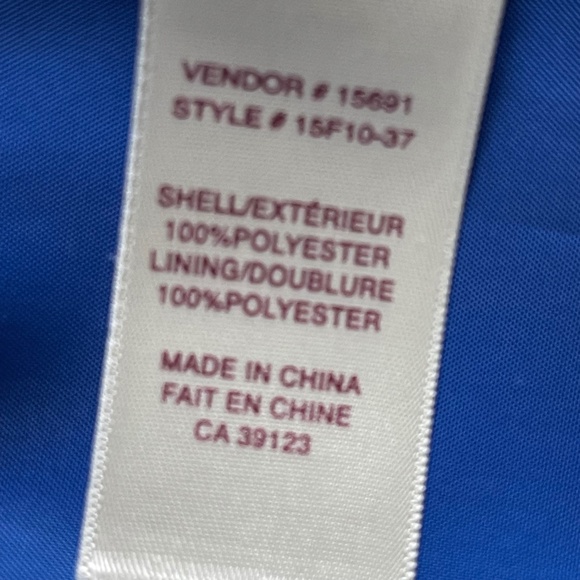 VENDOR # 15691
STYLE # 15F10-37
SHELL/EXTÉRIEUR
100%POLYESTER
LINING/DOUBLURE
100%POLYESTER
MADE IN CHINA
FAIT EN CHINE
CA 39123